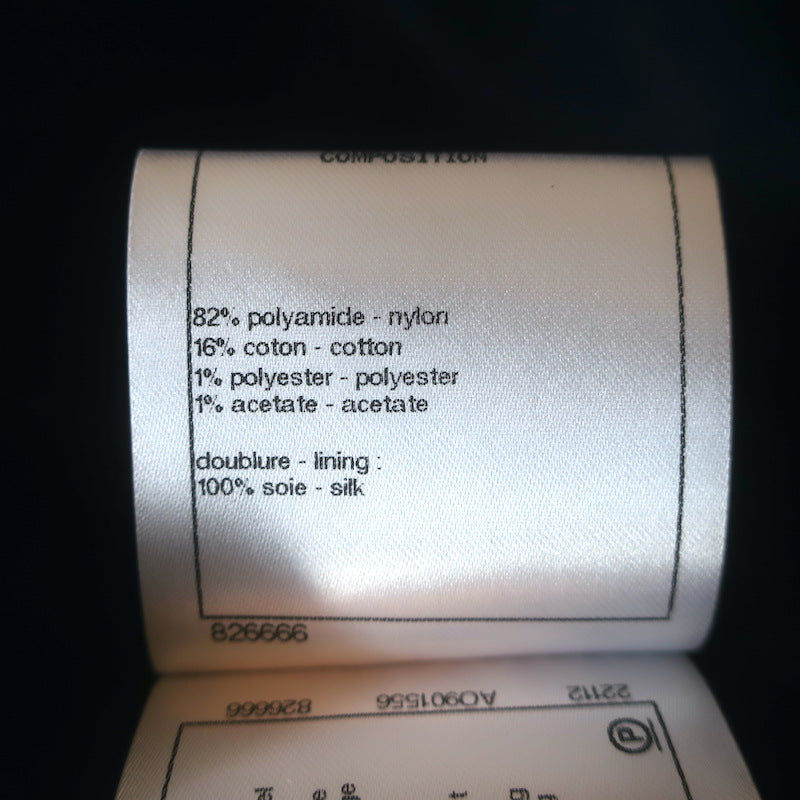 COMPOSITION
82% polyamide - nylon
16% coton - cotton
1% polyester - polyester
1% acetate - acetate
doublure - lining :
100% soie - silk
826666
826666 AO901556 22112
P